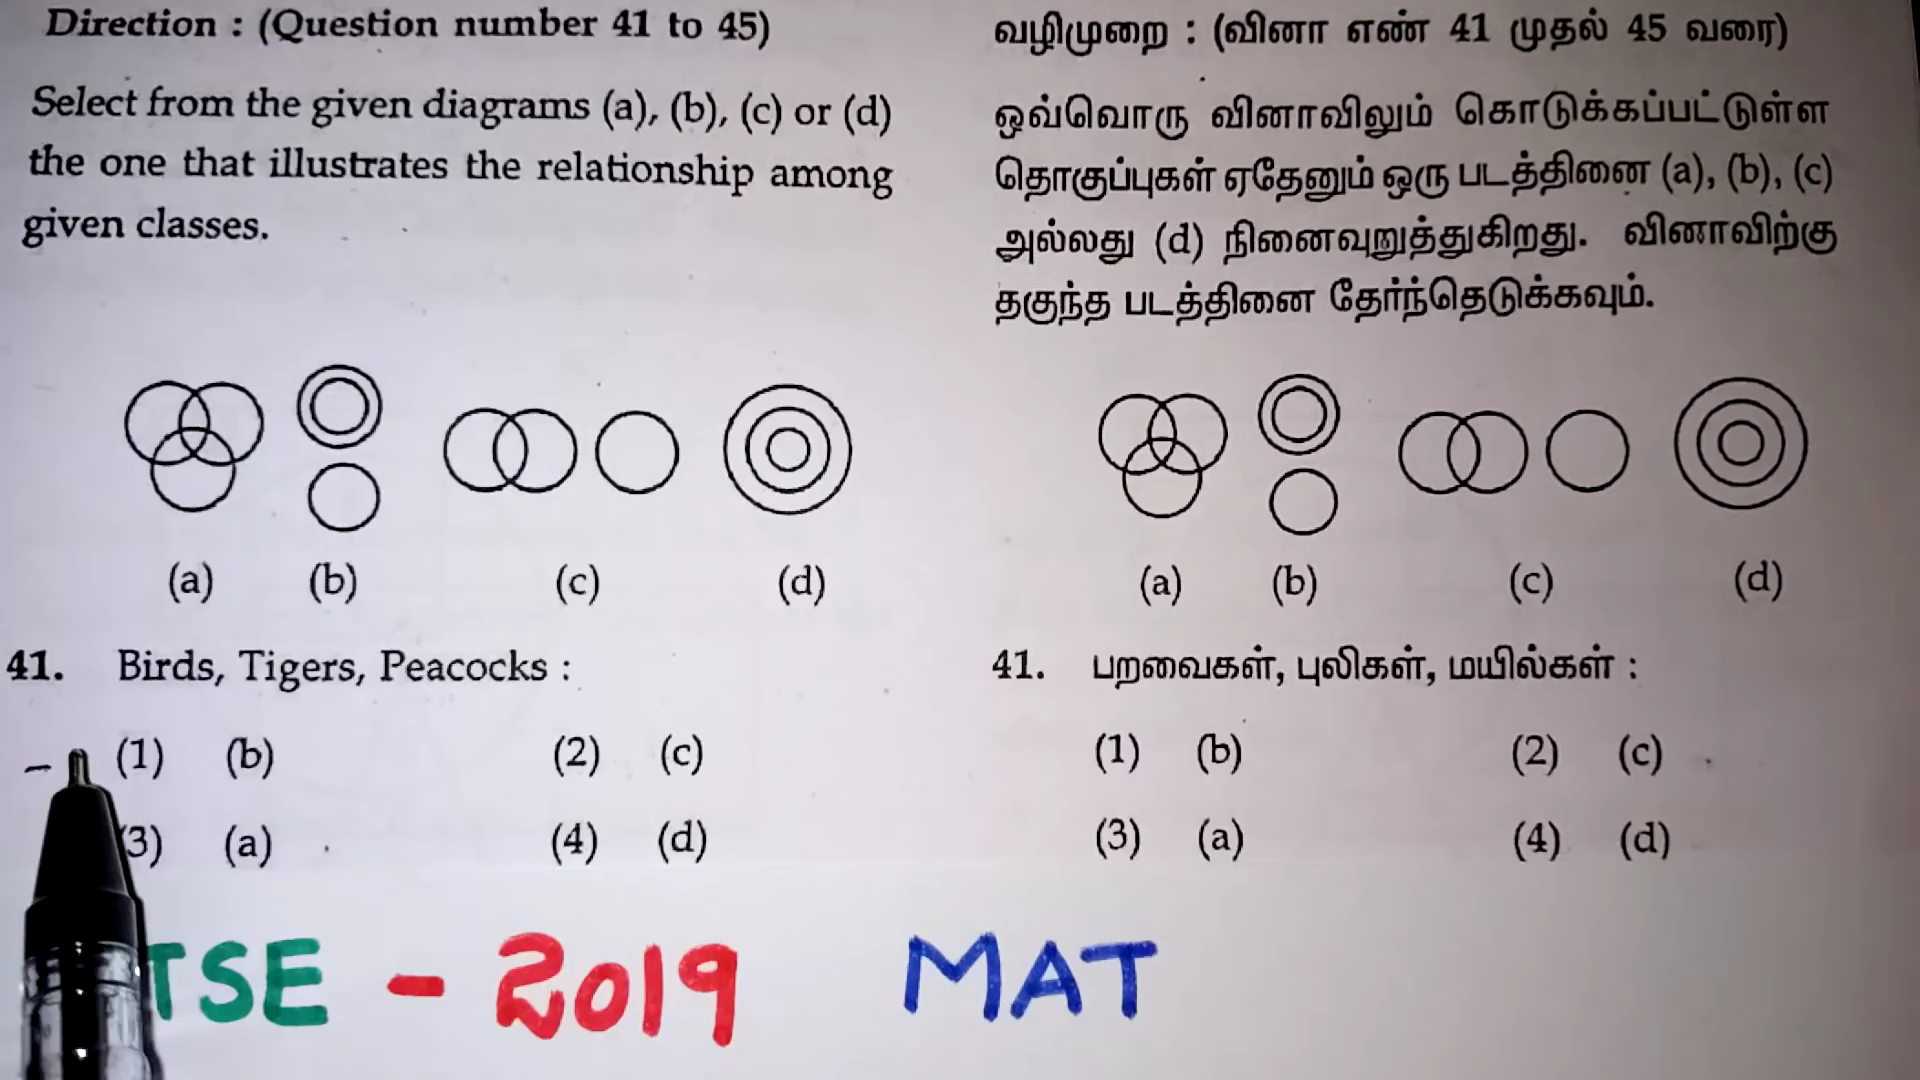 Direction : (Question number 41 to 45)
Select from the given diagrams (a), (b), (c) or (d)
the one that illustrates the relationship among
given classes.
(a) (b) (c) (d)
41. Birds, Tigers, Peacocks :
(1) (b) (2) (c)
3) (a) (4) (d)
வழிமுறை : (வினா எண் 41 முதல் 45 வரை)
ஒவ்வொரு வினாவிலும் கொடுக்கப்பட்டுள்ள
தொகுப்புகள் ஏதேனும் ஒரு படத்தினை (a), (b), (c)
அல்லது (d) நினைவுறுத்துகிறது. வினாவிற்கு
தகுந்த படத்தினை தேர்ந்தெடுக்கவும்.
(a) (b) (c) (d)
41. பறவைகள், புலிகள், மயில்கள் :
(1) (b) (2) (c)
(3) (a) (4) (d)
TSE - 2019 MAT